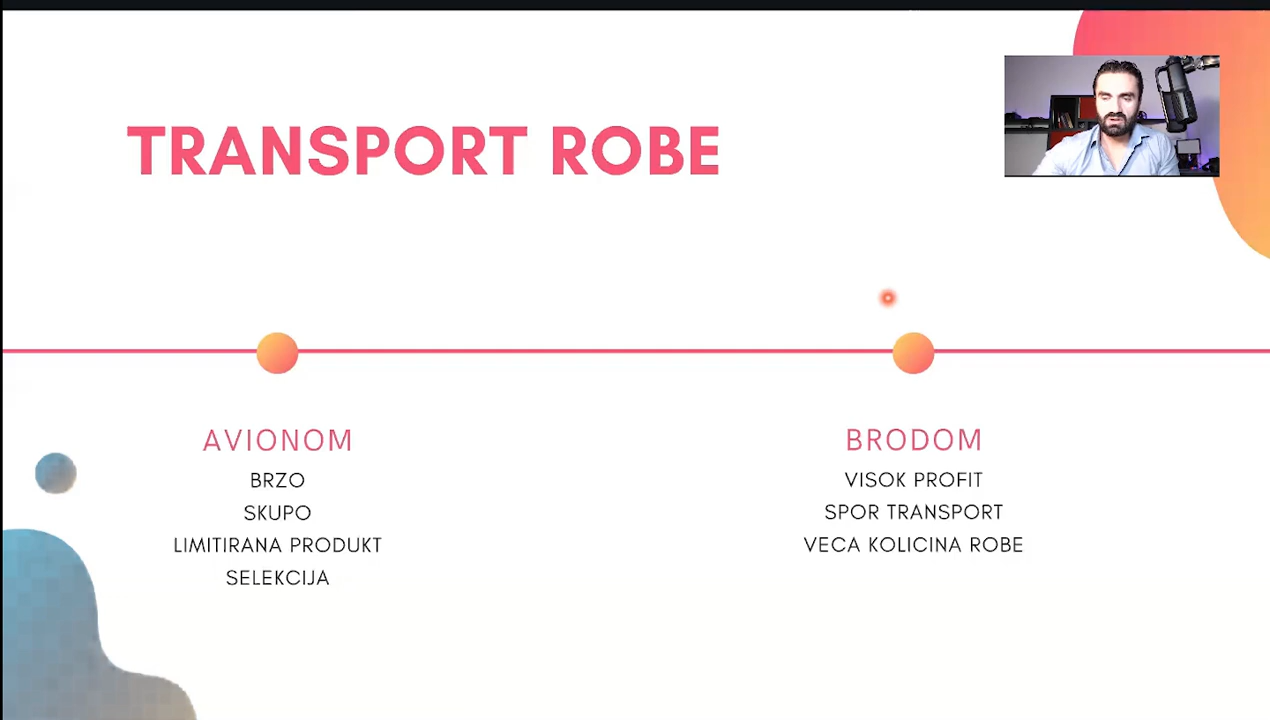 TRANSPORT ROBE
AVIONOM
BRZO
SKUPO
LIMITIRANA PRODUKT
SELEKCIJA
BRODOM
VISOK PROFIT
SPOR TRANSPORT
VECA KOLICINA ROBE